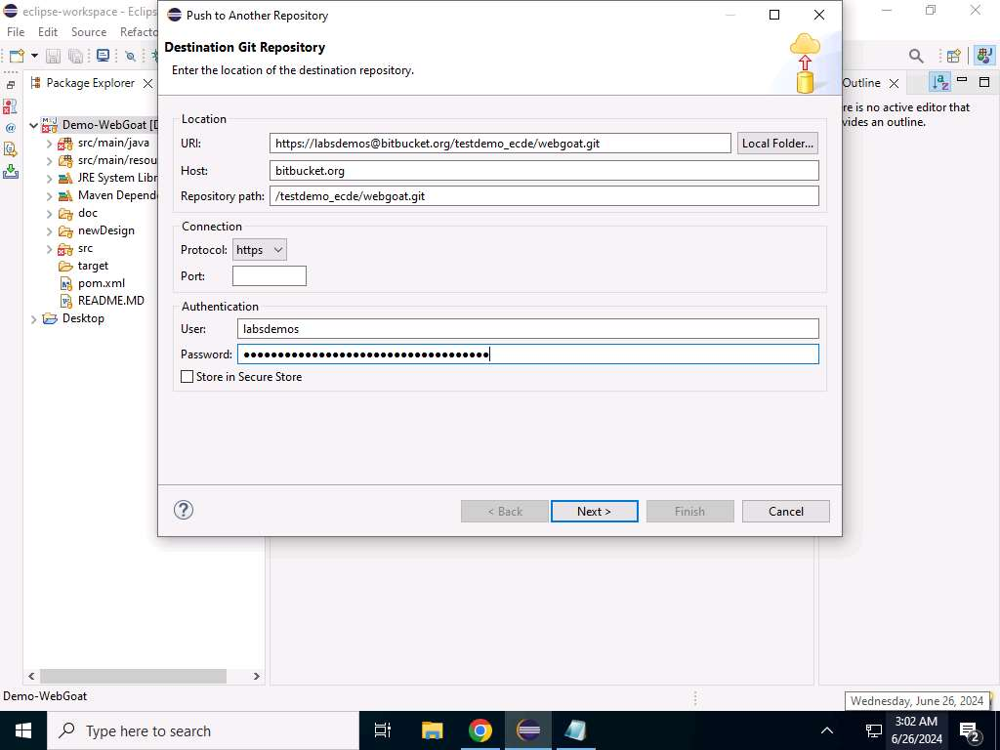 eclipse-workspace - Eclips
Push to Another Repository
File Edit Source Refacto
Destination Git Repository
Enter the location of the destination repository.
Package Explorer
Outline
Demo-WebGoat [D
src/main/java
src/main/resou
JRE System Libr
Maven Depend
doc
newDesign
src
target
pom.xml
README.MD
Desktop
Location
URI: https://labsdemos@bitbucket.org/testdemo_ecde/webgoat.git Local Folder...
Host: bitbucket.org
Repository path: /testdemo_ecde/webgoat.git
Connection
Protocol: https
Port:
Authentication
User: labsdemos
Password: ●●●●●●●●●●●●●●●●●●●●●●●●●●●●●●●●●●●●
Store in Secure Store
< Back Next > Finish Cancel
re is no active editor that
vides an outline.
Demo-WebGoat
Wednesday, June 26, 2024
Type here to search
3:02 AM
6/26/2024
2